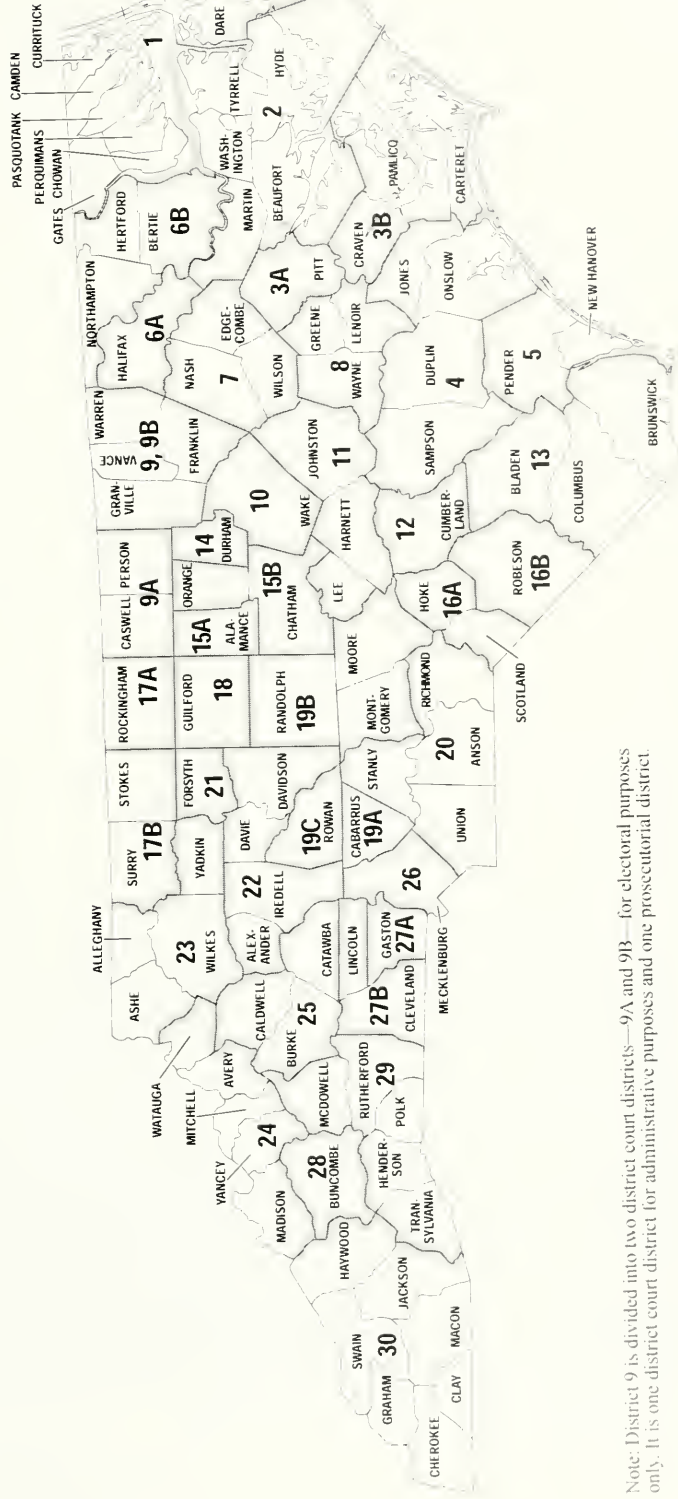 ALLEGHANY
ASHE
SURRY
17B
STOKES
ROCKINGHAM
17A
CASWELL
PERSON
9A
GRAN-
VILLE
VANCE
WARREN
9, 9B
FRANKLIN
NORTHAMPTON
HALIFAX
6A
GATES
CHOWAN
PERQUIMANS
PASQUOTANK
CAMDEN
CURRITUCK
1
HERTFORD
BERTIE
6B
WATAUGA
MITCHELL
YANCEY
AVERY
24
MADISON
23
WILKES
YADKIN
FORSYTH
21
GUILFORD
18
15A
ALA-
MANCE
ORANGE
14
DURHAM
10
WAKE
NASH
7
EDGE-
COMBE
WILSON
MARTIN
WASH-
INGTON
TYRRELL
DARE
BEAUFORT
2
HYDE
CALDWELL
ALEX-
ANDER
22
IREDELL
DAVIE
DAVIDSON
19C
ROWAN
RANDOLPH
19B
15B
CHATHAM
LEE
HARNETT
JOHNSTON
11
8
WAYNE
GREENE
LENOIR
3A
PITT
CRAVEN
3B
PAMLICO
CARTERET
JONES
ONSLOW
BURKE
25
CATAWBA
MCDOWELL
28
BUNCOMBE
HAYWOOD
SWAIN
30
GRAHAM
CHEROKEE
CLAY
MACON
JACKSON
TRAN-
SYLVANIA
HENDER-
SON
POLK
RUTHERFORD
29
27B
CLEVELAND
LINCOLN
GASTON
27A
MECKLENBURG
26
CABARRUS
19A
STANLY
UNION
MONT-
GOMERY
MOORE
RICHMOND
20
ANSON
SCOTLAND
HOKE
16A
12
CUMBER-
LAND
SAMPSON
DUPLIN
4
PENDER
5
NEW HANOVER
BLADEN
13
COLUMBUS
BRUNSWICK
ROBESON
16B
Note: District 9 is divided into two district court districts—9A and 9B—for electoral purposes
only. It is one district court district for administrative purposes and one prosecutorial district.